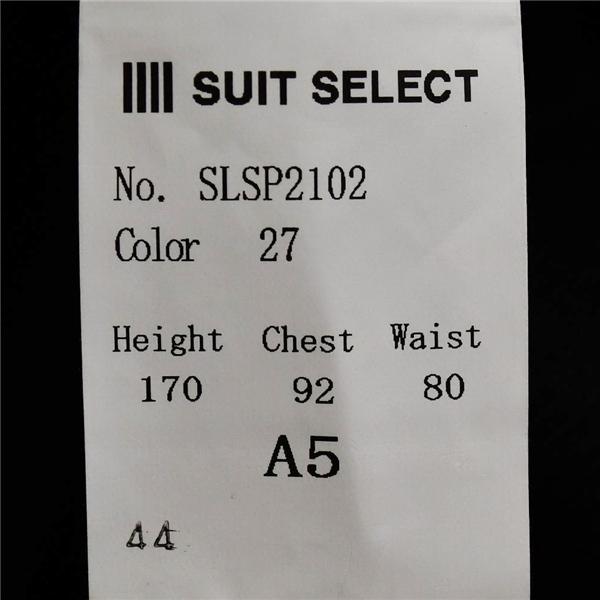 SUIT SELECT
No. SLSP2102
Color 27
Height Chest Waist
170 92 80
A5
44